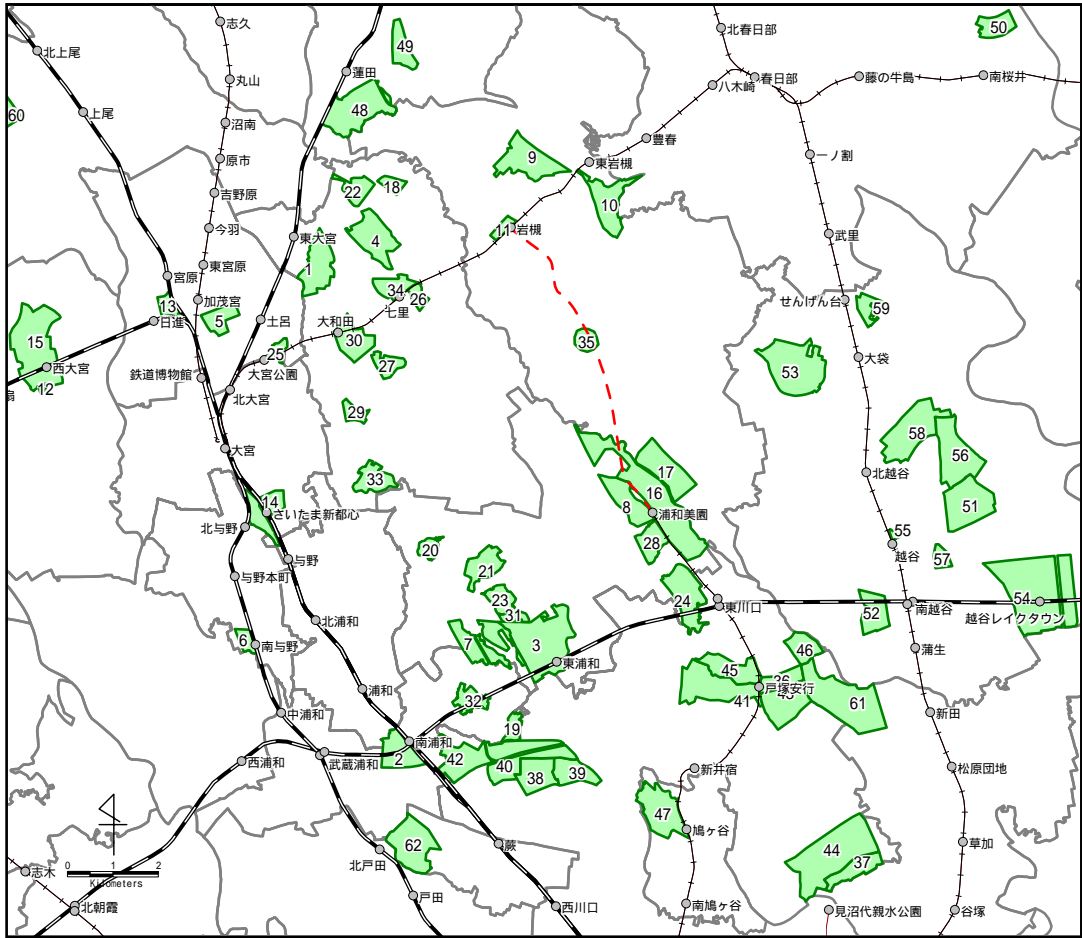 志久
北春日部
50
49
北上尾
蓮田
丸山
春日部
藤の牛島
南桜井
八木崎
60
上尾
48
沼南
豊春
一ノ割
原市
9
東岩槻
22
18
吉野原
10
今羽
11
岩槻
武里
東大宮
4
1
東宮原
宮原
34
26
七里
せんげん台
59
加茂宮
13
日進
5
土呂
大和田
30
35
15
25
大袋
西大宮
大宮公園
27
53
鉄道博物館
12
北大宮
扇
29
58
大宮
56
33
17
北越谷
16
14
8
さいたま新都心
浦和美園
51
北与野
28
55
越谷
20
57
与野
21
与野本町
23
24
東川口
54
31
52
南越谷
越谷レイクタウン
北浦和
6
南与野
7
3
46
蒲生
東浦和
45
36
浦和
戸塚安行
43
32
41
61
中浦和
新田
19
南浦和
西浦和
武蔵浦和
2
42
40
38
39
新井宿
松原団地
47
62
鳩ヶ谷
蕨
草加
44
北戸田
37
0 1 2
Kilometers
志木
戸田
北朝霞
西川口
南鳩ヶ谷
見沼代親水公園
谷塚